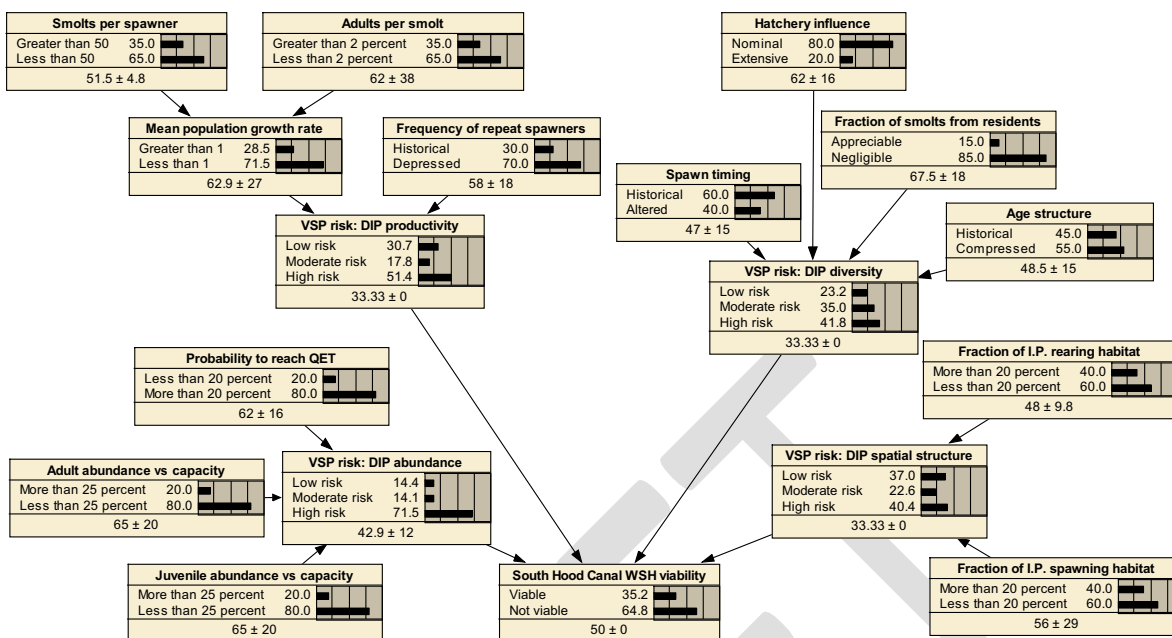 Smolts per spawner
Greater than 50 35.0
Less than 50 65.0
51.5 ± 4.8
Adults per smolt
Greater than 2 percent 35.0
Less than 2 percent 65.0
62 ± 38
Hatchery influence
Nominal 80.0
Extensive 20.0
62 ± 16
Mean population growth rate
Greater than 1 28.5
Less than 1 71.5
62.9 ± 27
Frequency of repeat spawners
Historical 30.0
Depressed 70.0
58 ± 18
Fraction of smolts from residents
Appreciable 15.0
Negligible 85.0
67.5 ± 18
Spawn timing
Historical 60.0
Altered 40.0
47 ± 15
Age structure
Historical 45.0
Compressed 55.0
48.5 ± 15
VSP risk: DIP productivity
Low risk 30.7
Moderate risk 17.8
High risk 51.4
33.33 ± 0
VSP risk: DIP diversity
Low risk 23.2
Moderate risk 35.0
High risk 41.8
33.33 ± 0
Probability to reach QET
Less than 20 percent 20.0
More than 20 percent 80.0
62 ± 16
Fraction of I.P. rearing habitat
More than 20 percent 40.0
Less than 20 percent 60.0
48 ± 9.8
Adult abundance vs capacity
More than 25 percent 20.0
Less than 25 percent 80.0
65 ± 20
VSP risk: DIP abundance
Low risk 14.4
Moderate risk 14.1
High risk 71.5
42.9 ± 12
VSP risk: DIP spatial structure
Low risk 37.0
Moderate risk 22.6
High risk 40.4
33.33 ± 0
Juvenile abundance vs capacity
More than 25 percent 20.0
Less than 25 percent 80.0
65 ± 20
South Hood Canal WSH viability
Viable 35.2
Not viable 64.8
50 ± 0
Fraction of I.P. spawning habitat
More than 20 percent 40.0
Less than 20 percent 60.0
56 ± 29